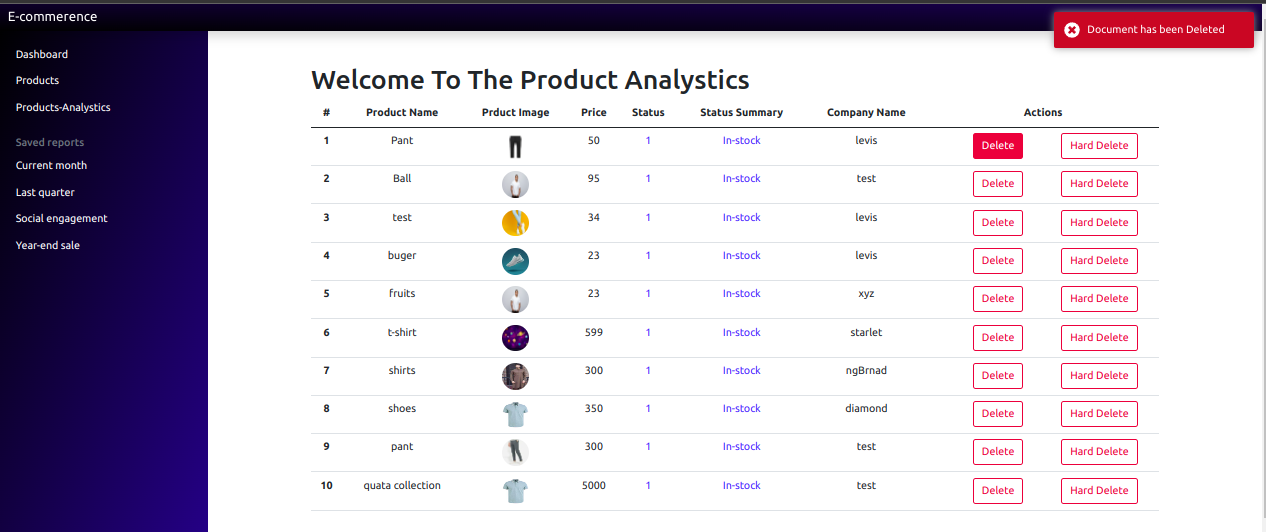 E-commerence
Document has been Deleted
Dashboard
Products
Products-Analystics
Saved reports
Current month
Last quarter
Social engagement
Year-end sale
Welcome To The Product Analystics
# Product Name Prduct Image Price Status Status Summary Company Name Actions
1 Pant 50 1 In-stock levis Delete Hard Delete
2 Ball 95 1 In-stock test Delete Hard Delete
3 test 34 1 In-stock levis Delete Hard Delete
4 buger 23 1 In-stock levis Delete Hard Delete
5 fruits 23 1 In-stock xyz Delete Hard Delete
6 t-shirt 599 1 In-stock starlet Delete Hard Delete
7 shirts 300 1 In-stock ngBrnad Delete Hard Delete
8 shoes 350 1 In-stock diamond Delete Hard Delete
9 pant 300 1 In-stock test Delete Hard Delete
10 quata collection 5000 1 In-stock test Delete Hard Delete